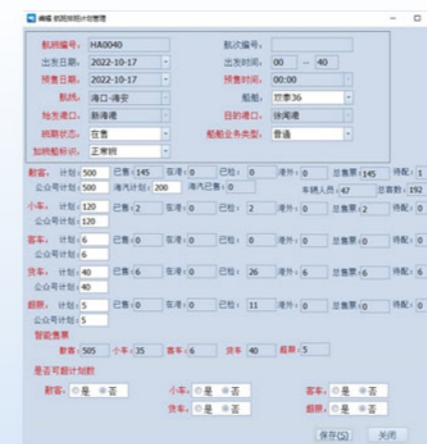 编辑 航班班期计划管理
航班编号: HA0040 航次编号:
出发日期: 2022-10-17 出发时间: 00 -- 40
预售日期: 2022-10-17 预售时间: 00:00
航线: 海口-海安 船舶: 双泰36
始发港口: 新海港 目的港口: 徐闻港
班期状态: 在售 船舶业务类型: 普通
加班船标识: 正常班
散客: 计划: 500 已售: 145 在港: 0 已检: 0 港外: 0 总售票: 145 待配: 1
公众号计划: 500 海汽计划: 200 海汽已售: 0 车辆人员: 47 总客数: 192
小车: 计划: 120 已售: 2 在港: 0 已检: 2 港外: 0 总售票: 2 待配: 0
公众号计划: 120
客车: 计划: 6 已售: 0 在港: 0 已检: 0 港外: 0 总售票: 0 待配: 0
公众号计划: 6
货车: 计划: 40 已售: 6 在港: 0 已检: 26 港外: 6 总售票: 6 待配: 6
公众号计划: 40
超限: 计划: 5 已售: 0 在港: 0 已检: 11 港外: 0 总售票: 0 待配: 0
公众号计划: 5
智能售票
散客: 505 小车: 35 客车: 6 货车 40 超限: 5
是否可超计划数
散客: 是 否 小车: 是 否 客车: 是 否
货车: 是 否 超限: 是 否
保存(S) 关闭